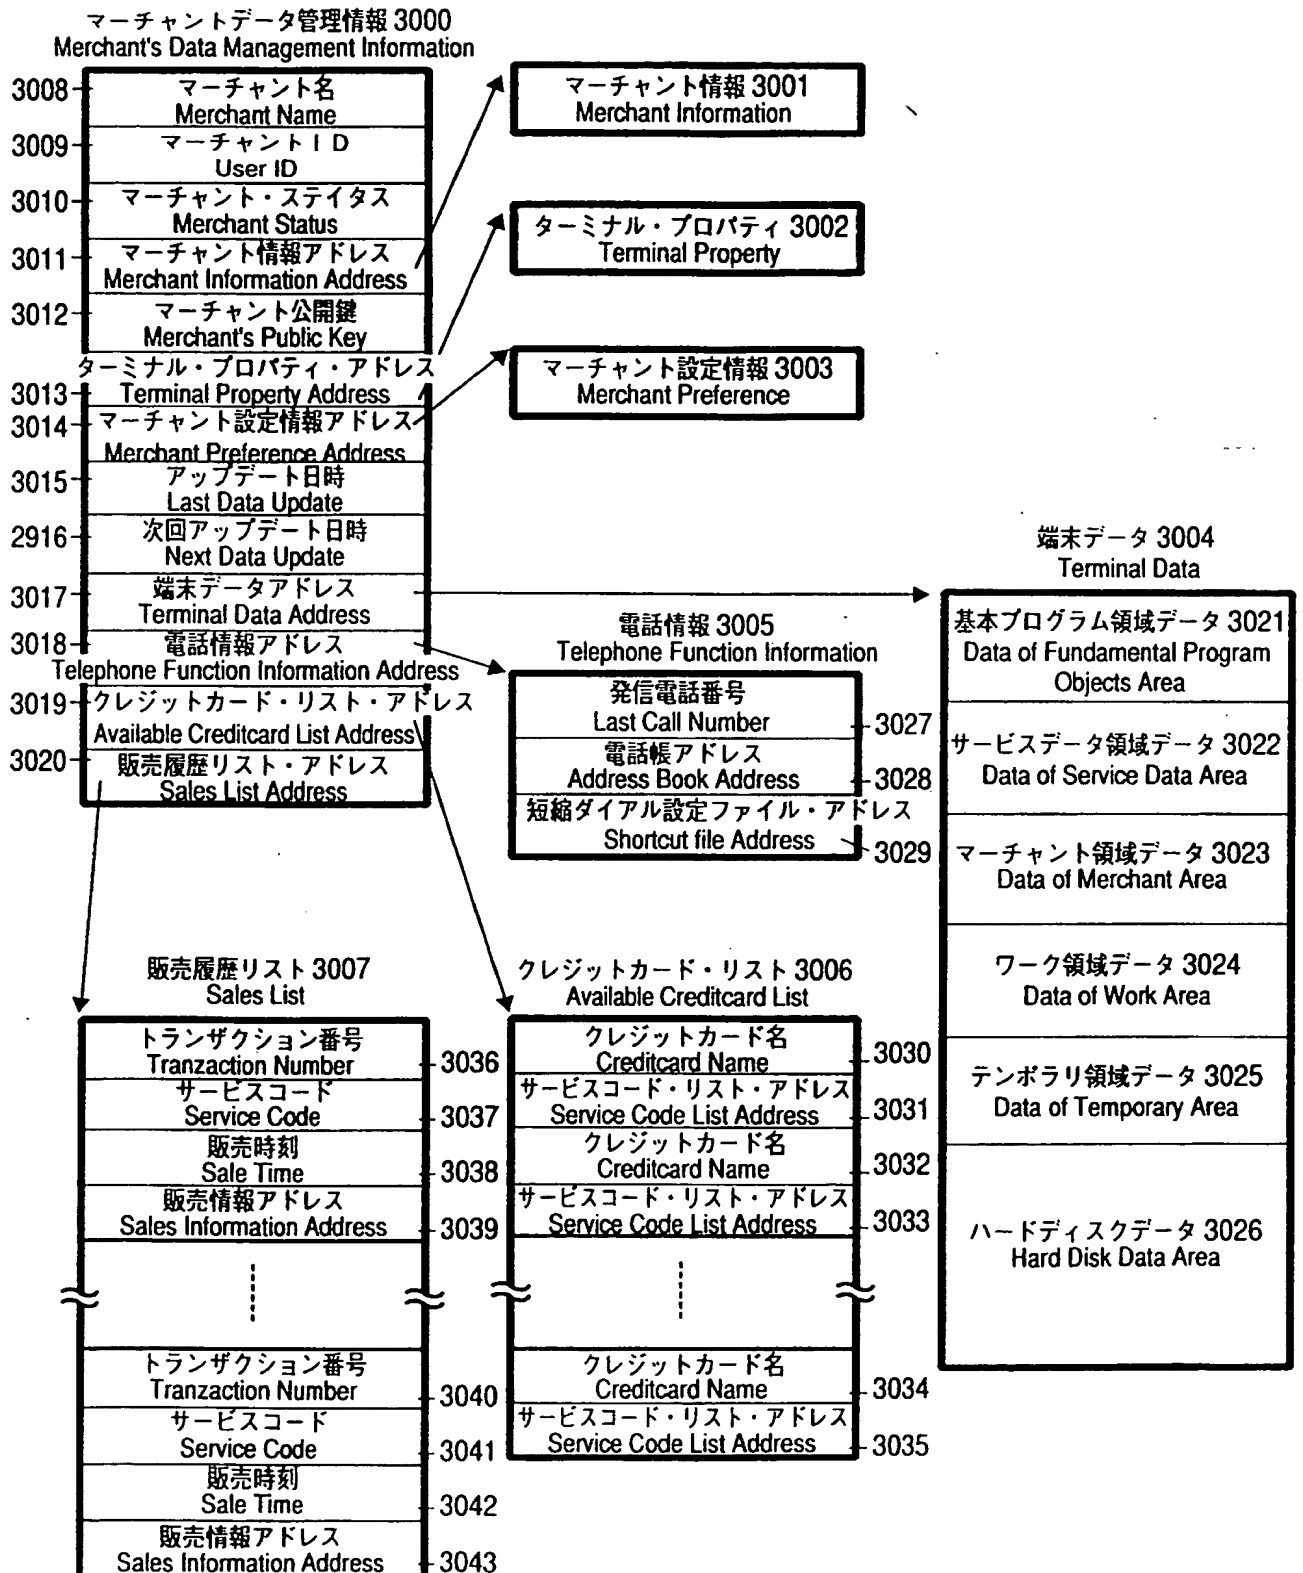 マーチャントデータ管理情報 3000
Merchant's Data Management Information
3008
マーチャント名
Merchant Name
3009
マーチャントID
User ID
3010
マーチャント・ステイタス
Merchant Status
3011
マーチャント情報アドレス
Merchant Information Address
3012
マーチャント公開鍵
Merchant's Public Key
3013
ターミナル・プロパティ・アドレス
Terminal Property Address
3014
マーチャント設定情報アドレス
Merchant Preference Address
3015
アップデート日時
Last Data Update
2916
次回アップデート日時
Next Data Update
3017
端末データアドレス
Terminal Data Address
3018
電話情報アドレス
Telephone Function Information Address
3019
クレジットカード・リスト・アドレス
Available Creditcard List Address
3020
販売履歴リスト・アドレス
Sales List Address
マーチャント情報 3001
Merchant Information
ターミナル・プロパティ 3002
Terminal Property
マーチャント設定情報 3003
Merchant Preference
端末データ 3004
Terminal Data
基本プログラム領域データ 3021
Data of Fundamental Program
Objects Area
サービスデータ領域データ 3022
Data of Service Data Area
マーチャント領域データ 3023
Data of Merchant Area
ワーク領域データ 3024
Data of Work Area
テンポラリ領域データ 3025
Data of Temporary Area
ハードディスクデータ 3026
Hard Disk Data Area
電話情報 3005
Telephone Function Information
発信電話番号
Last Call Number
3027
電話帳アドレス
Address Book Address
3028
短縮ダイアル設定ファイル・アドレス
Shortcut file Address
3029
販売履歴リスト 3007
Sales List
トランザクション番号
Tranzaction Number
3036
サービスコード
Service Code
3037
販売時刻
Sale Time
3038
販売情報アドレス
Sales Information Address
3039
トランザクション番号
Tranzaction Number
3040
サービスコード
Service Code
3041
販売時刻
Sale Time
3042
販売情報アドレス
Sales Information Address
3043
クレジットカード・リスト 3006
Available Creditcard List
クレジットカード名
Creditcard Name
3030
サービスコード・リスト・アドレス
Service Code List Address
3031
クレジットカード名
Creditcard Name
3032
サービスコード・リスト・アドレス
Service Code List Address
3033
クレジットカード名
Creditcard Name
3034
サービスコード・リスト・アドレス
Service Code List Address
3035